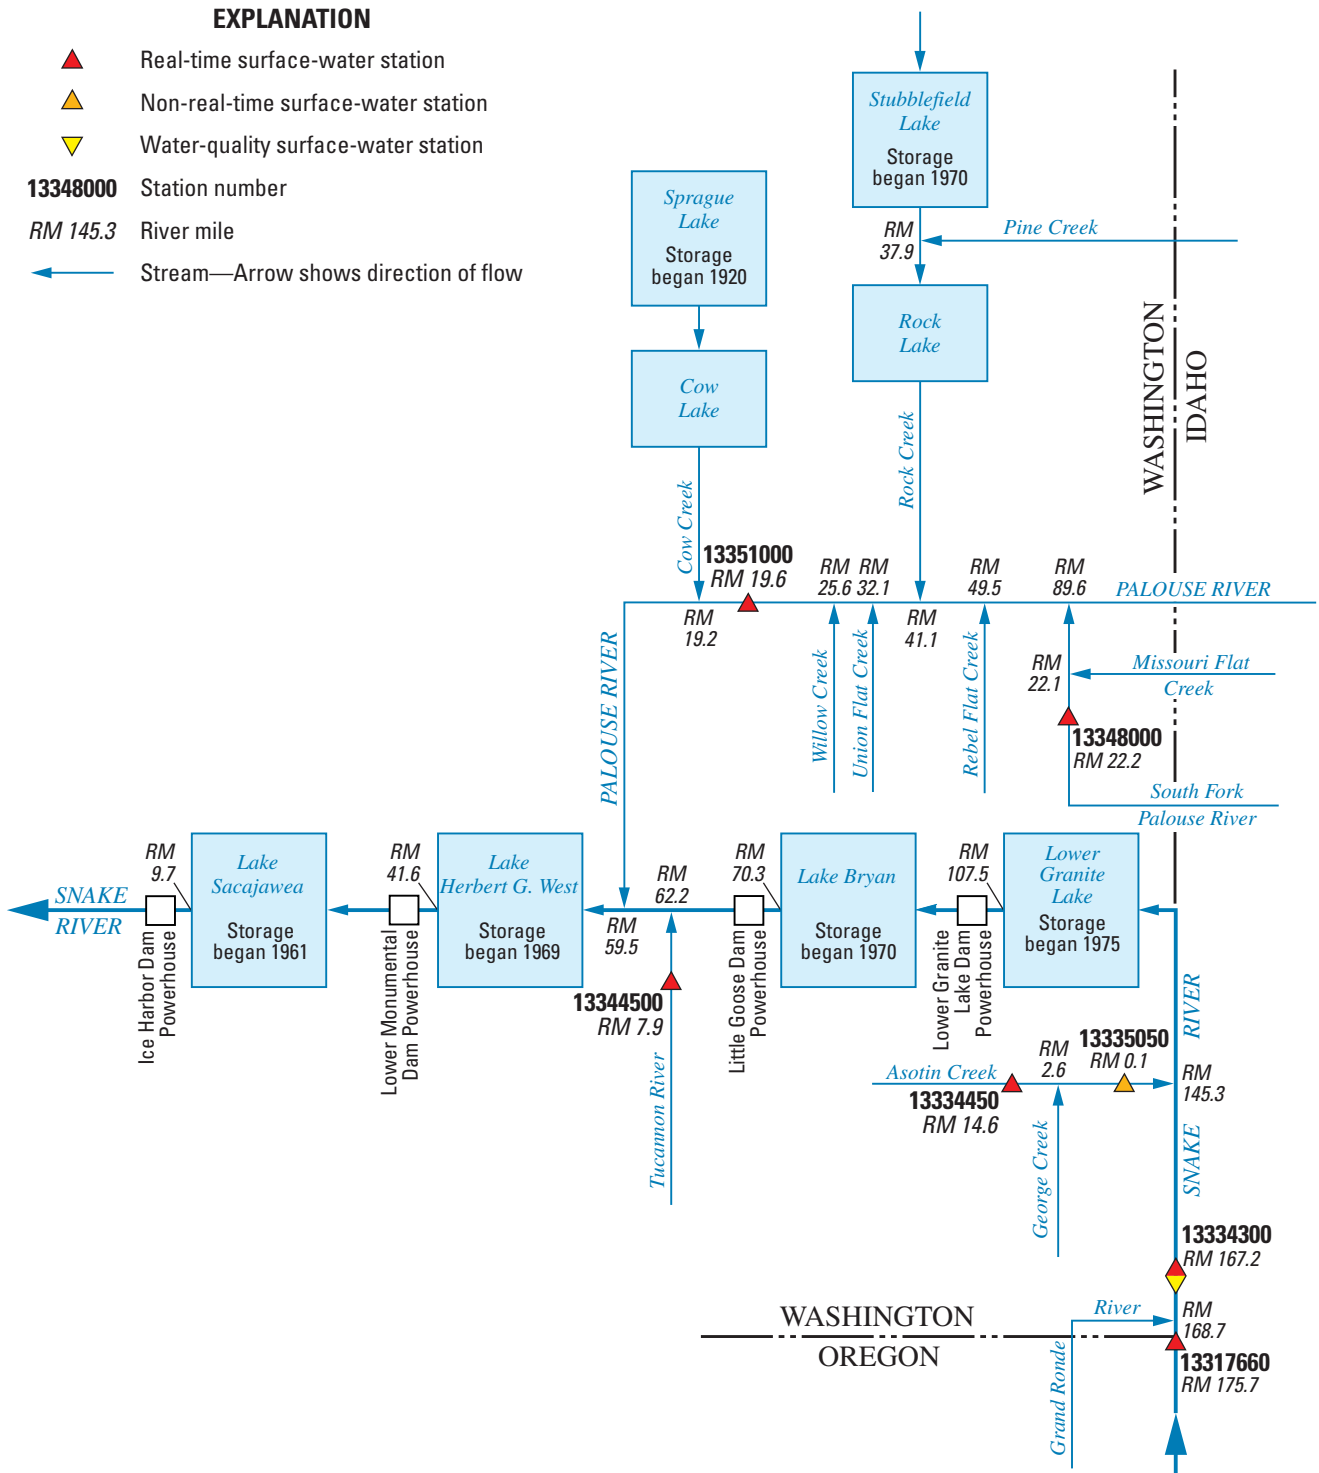 EXPLANATION
Real-time surface-water station
Non-real-time surface-water station
Water-quality surface-water station
13348000 Station number
RM 145.3 River mile
Stream—Arrow shows direction of flow
Stubblefield
Lake
Storage
began 1970
Sprague
Lake
Storage
began 1920
RM
37.9
Pine Creek
Rock
Lake
Cow
Lake
WASHINGTON
IDAHO
Cow Creek
Rock Creek
13351000
RM 19.6
RM
19.2
RM
25.6
RM
32.1
RM
41.1
RM
49.5
RM
89.6
PALOUSE RIVER
PALOUSE RIVER
Willow Creek
Union Flat Creek
Rebel Flat Creek
RM
22.1
Missouri Flat
Creek
13348000
RM 22.2
South Fork
Palouse River
SNAKE
RIVER
RM
9.7
Ice Harbor Dam
Powerhouse
Lake
Sacajawea
Storage
began 1961
RM
41.6
Lower Monumental
Dam Powerhouse
Lake
Herbert G. West
Storage
began 1969
RM
59.5
RM
62.2
13344500
RM 7.9
Tucannon River
RM
70.3
Little Goose Dam
Powerhouse
Lake Bryan
Storage
began 1970
RM
107.5
Lower Granite
Lake Dam
Powerhouse
Lower
Granite
Lake
Storage
began 1975
RIVER
SNAKE
Asotin Creek
13334450
RM 14.6
RM
2.6
13335050
RM 0.1
RM
145.3
George Creek
13334300
RM 167.2
River
RM
168.7
Grand Ronde
WASHINGTON
OREGON
13317660
RM 175.7